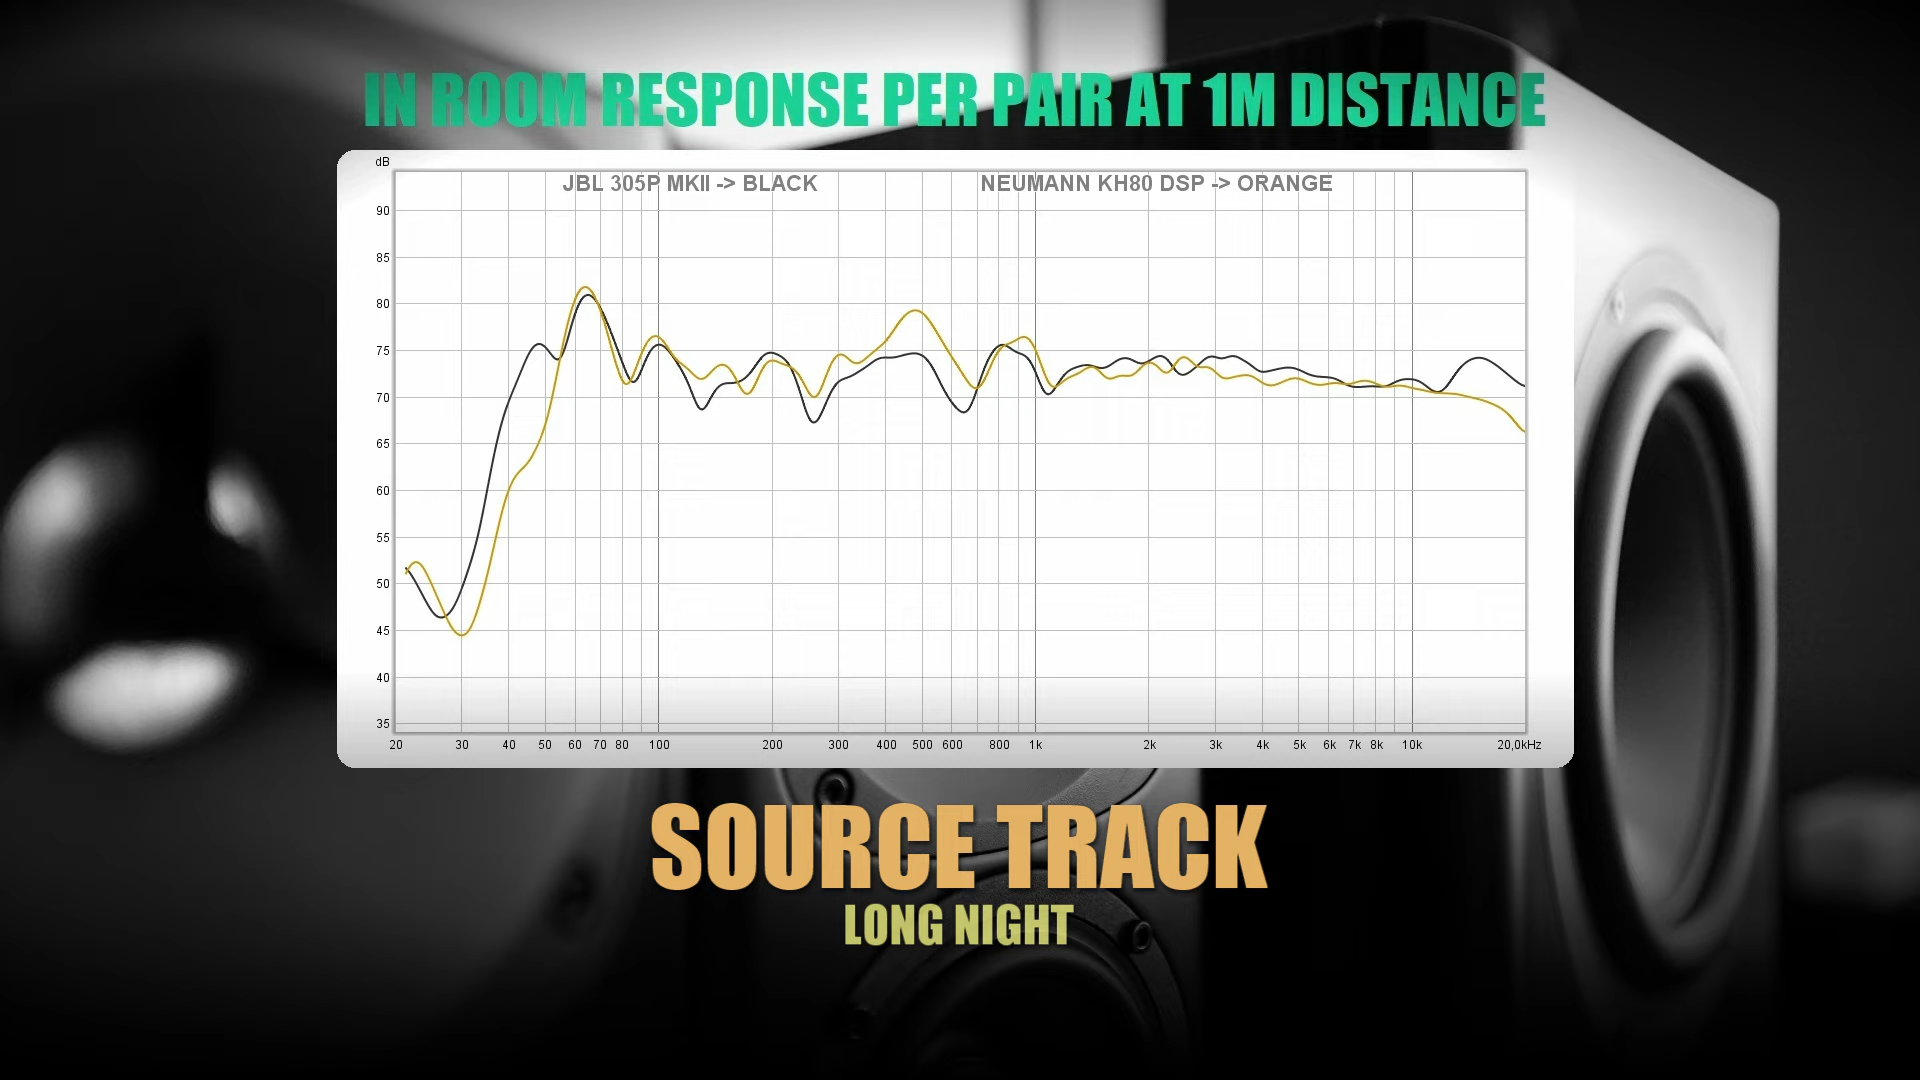 IN ROOM RESPONSE PER PAIR AT 1M DISTANCE
dB
JBL 305P MKII -> BLACK NEUMANN KH80 DSP -> ORANGE
90
85
80
75
70
65
60
55
50
45
40
35
20 30 40 50 60 70 80 100 200 300 400 500 600 800 1k 2k 3k 4k 5k 6k 7k 8k 10k 20,0kHz
SOURCE TRACK
LONG NIGHT